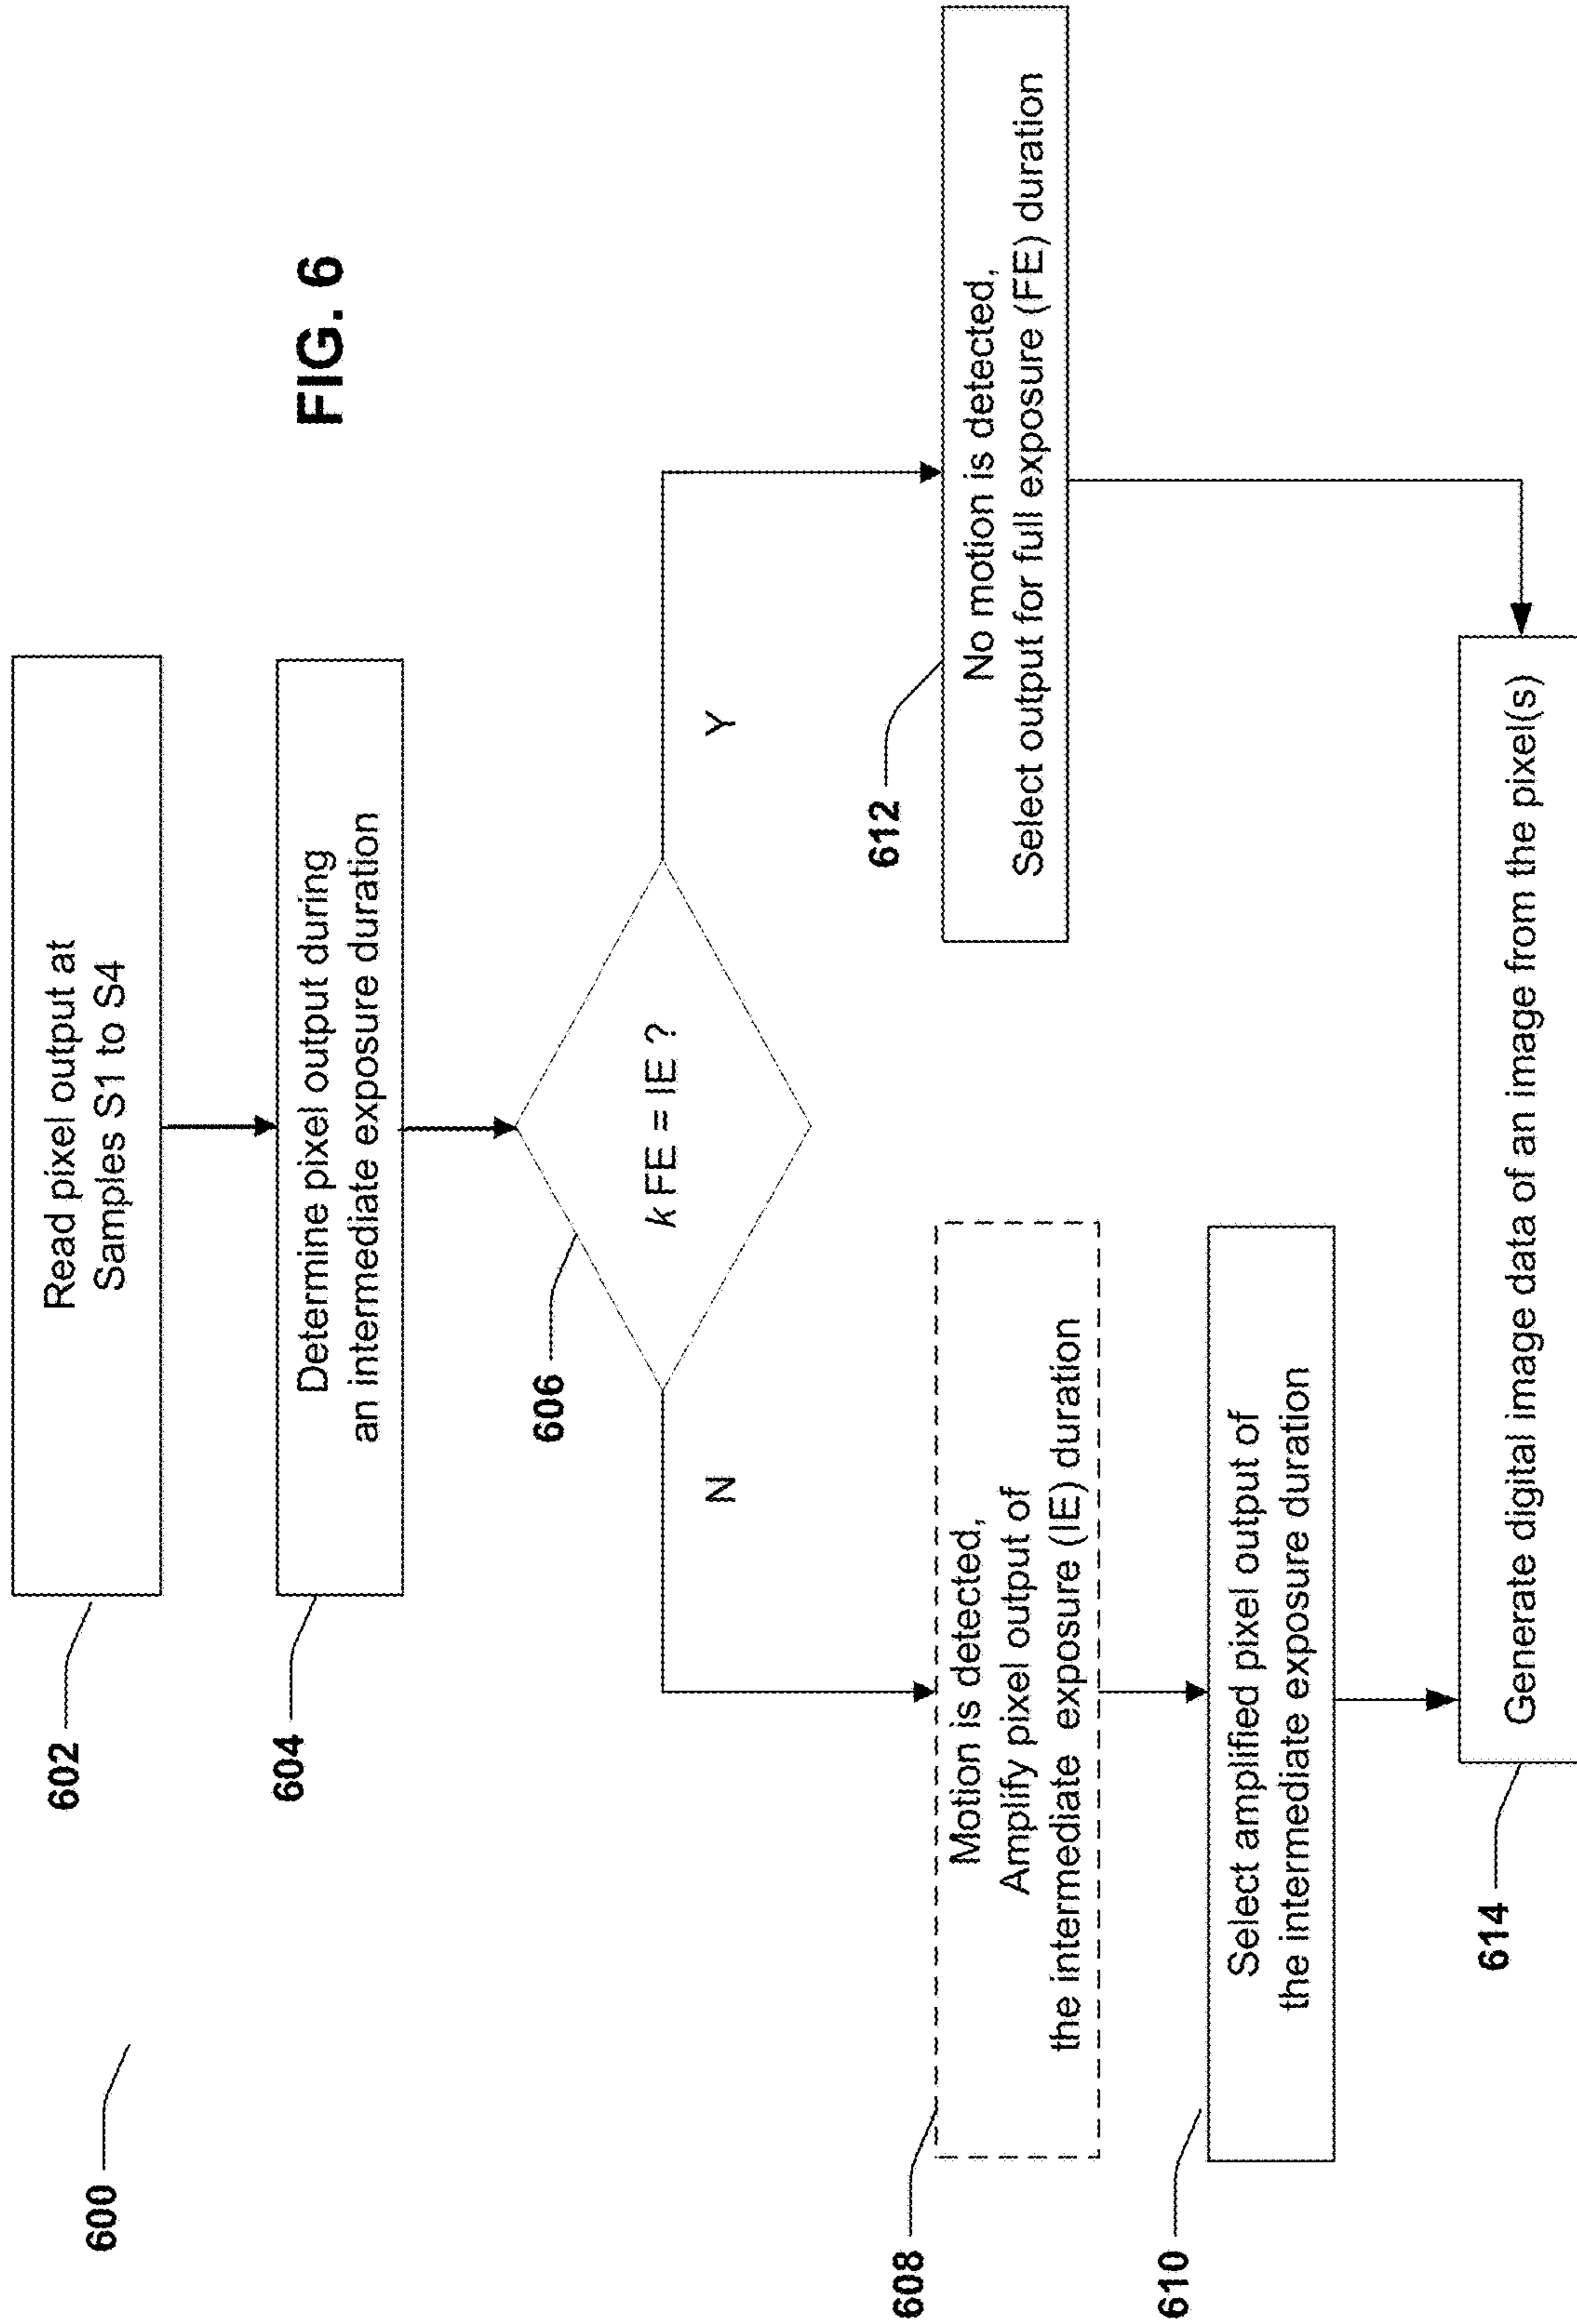 600
602
Read pixel output at
Samples S1 to S4
604
Determine pixel output during
an intermediate exposure duration
FIG. 6
606
k FE = IE ?
N
Y
608
Motion is detected,
Amplify pixel output of
the intermediate exposure (IE) duration
612
No motion is detected,
Select output for full exposure (FE) duration
610
Select amplified pixel output of
the intermediate exposure duration
614
Generate digital image data of an image from the pixel(s)